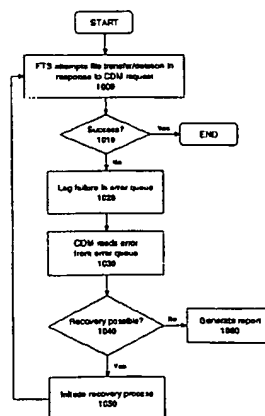 START
FTS attempts file transfer/deletion in
response to CDM request
1000
Success?
1010
Yes
END
No
Log failure in error queue
1020
CDM reads error
from error queue
1030
Recovery possible?
1040
No
Generate report
1060
Yes
Initiate recovery process
1050